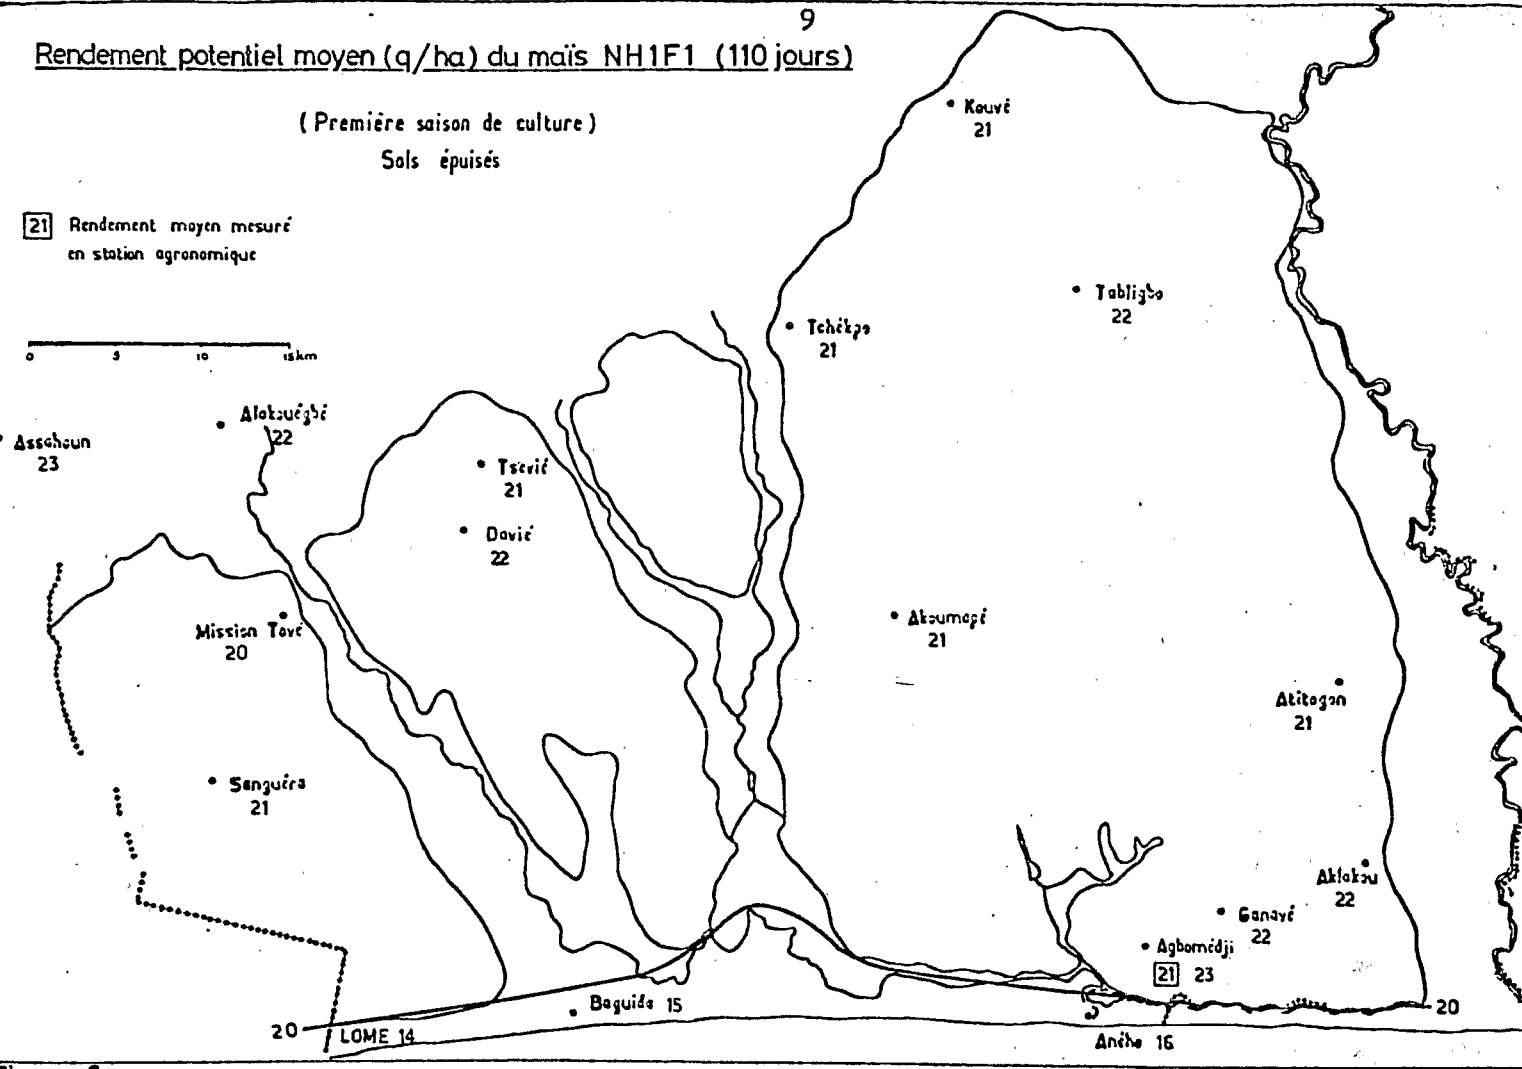 9
Rendement potentiel moyen (q/ha) du maïs NH1F1 (110 jours)
(Première saison de culture)
Sols épuisés
21 Rendement moyen mesuré
en station agronomique
0 5 10 15km
Kouvé
21
Tabligbo
22
Tchékpo
21
Alokouégbé
22
Assahoun
23
Tsévié
21
Davié
22
Mission Tové
20
Akoumapé
21
Atitogon
21
Sanguéra
21
Aklakou
22
Ganavé
22
Agbomédji
21 23
Baguida 15
20
LOME 14
20
Aného 16